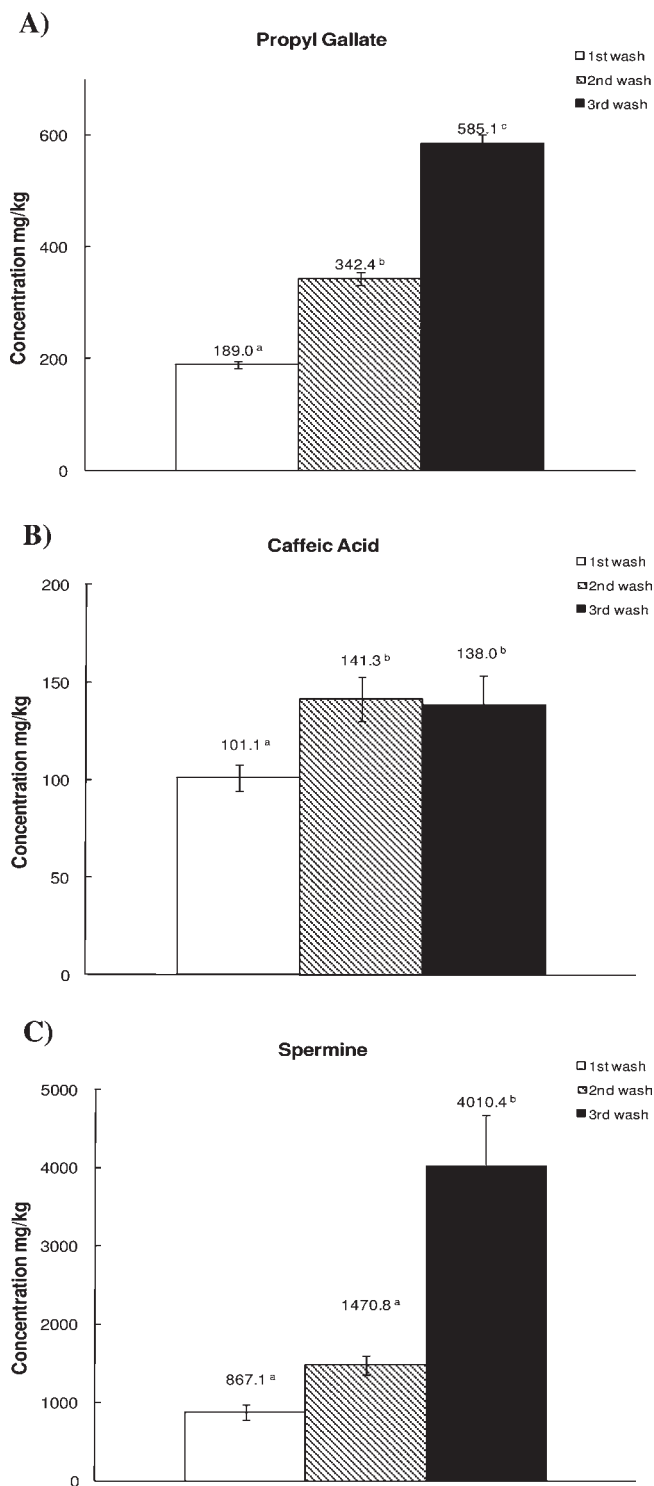 A)
Propyl Gallate
□ 1st wash
▨ 2nd wash
■ 3rd wash
Concentration mg/kg
600
400
200
0
189.0 a
342.4 b
585.1 c
B)
Caffeic Acid
□ 1st wash
▨ 2nd wash
■ 3rd wash
Concentration mg/kg
200
150
100
50
0
101.1 a
141.3 b
138.0 b
C)
Spermine
□ 1st wash
▨ 2nd wash
■ 3rd wash
Concentration mg/kg
5000
4000
3000
2000
1000
0
867.1 a
1470.8 a
4010.4 b